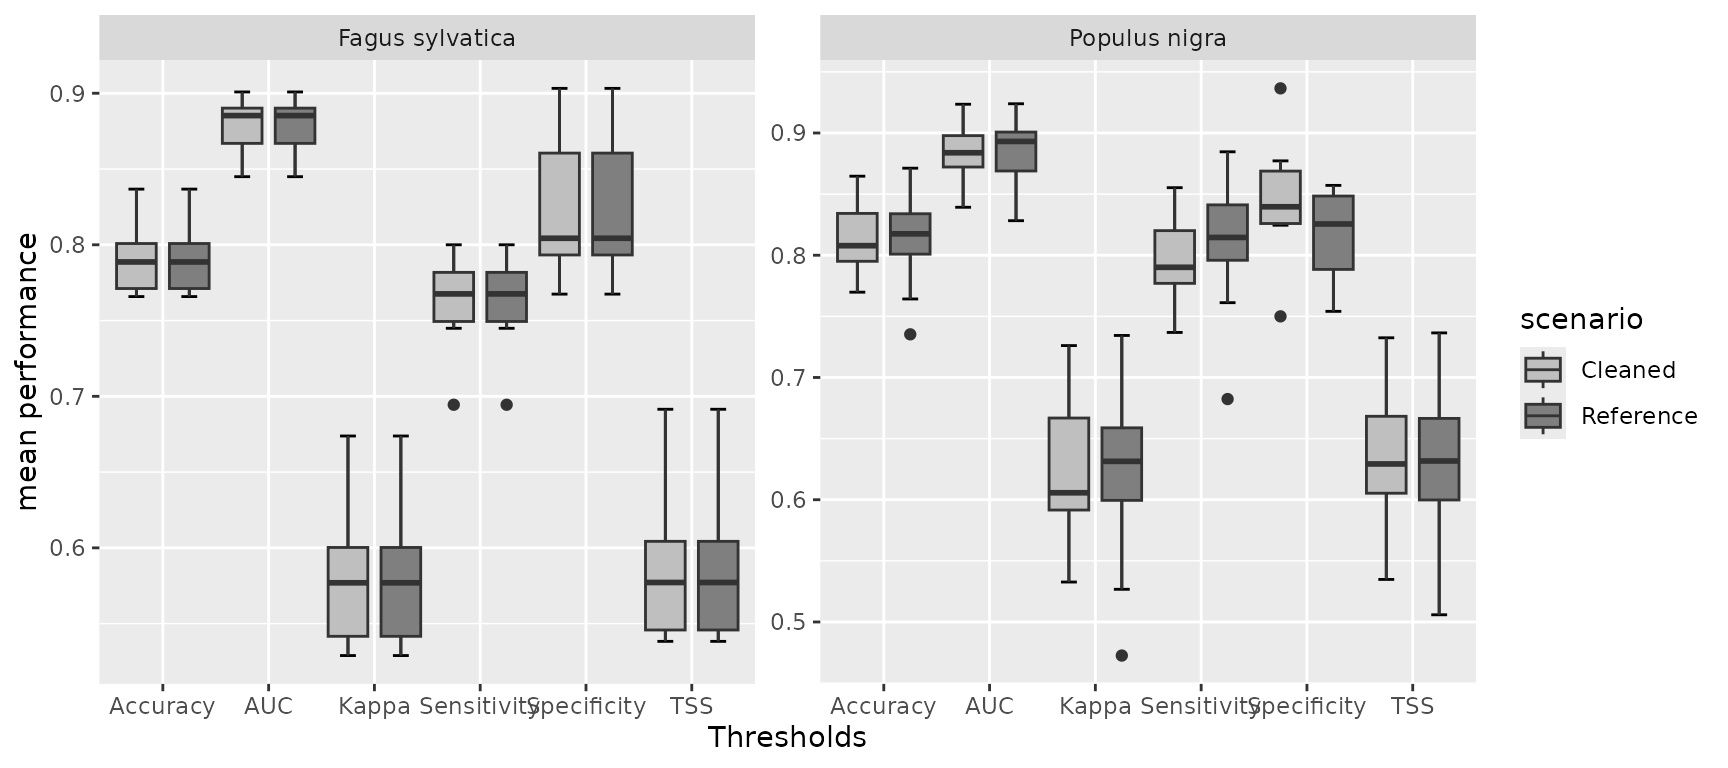 Fagus sylvatica
Populus nigra
mean performance
0.9
0.8
0.7
0.6
0.9
0.8
0.7
0.6
0.5
Accuracy AUC Kappa Sensitivity Specificity TSS
Accuracy AUC Kappa Sensitivity Specificity TSS
Thresholds
scenario
Cleaned
Reference